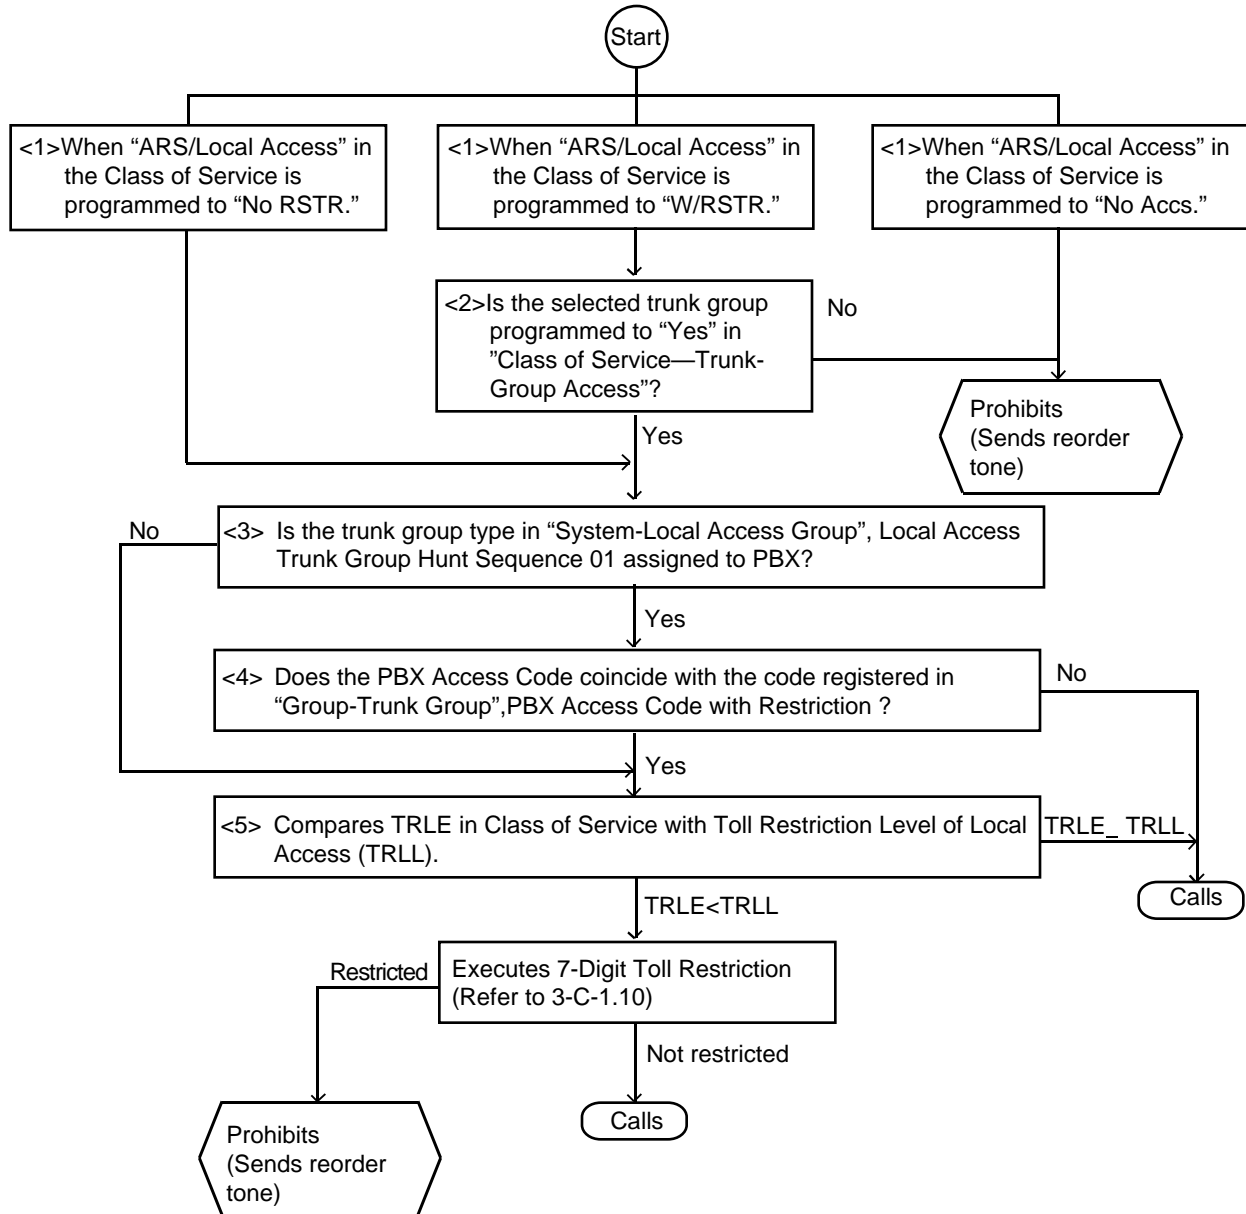 Start
<1>When “ARS/Local Access” in
the Class of Service is
programmed to “No RSTR.”
<1>When “ARS/Local Access” in
the Class of Service is
programmed to “W/RSTR.”
<1>When “ARS/Local Access” in
the Class of Service is
programmed to “No Accs.”
<2>Is the selected trunk group
programmed to “Yes” in
”Class of Service—Trunk-
Group Access”?
No
Prohibits
(Sends reorder
tone)
Yes
No
<3> Is the trunk group type in “System-Local Access Group”, Local Access
Trunk Group Hunt Sequence 01 assigned to PBX?
Yes
<4> Does the PBX Access Code coincide with the code registered in
“Group-Trunk Group”,PBX Access Code with Restriction ?
No
Yes
<5> Compares TRLE in Class of Service with Toll Restriction Level of Local
Access (TRLL).
TRLE_ TRLL
Calls
TRLE<TRLL
Restricted
Executes 7-Digit Toll Restriction
(Refer to 3-C-1.10)
Not restricted
Calls
Prohibits
(Sends reorder
tone)